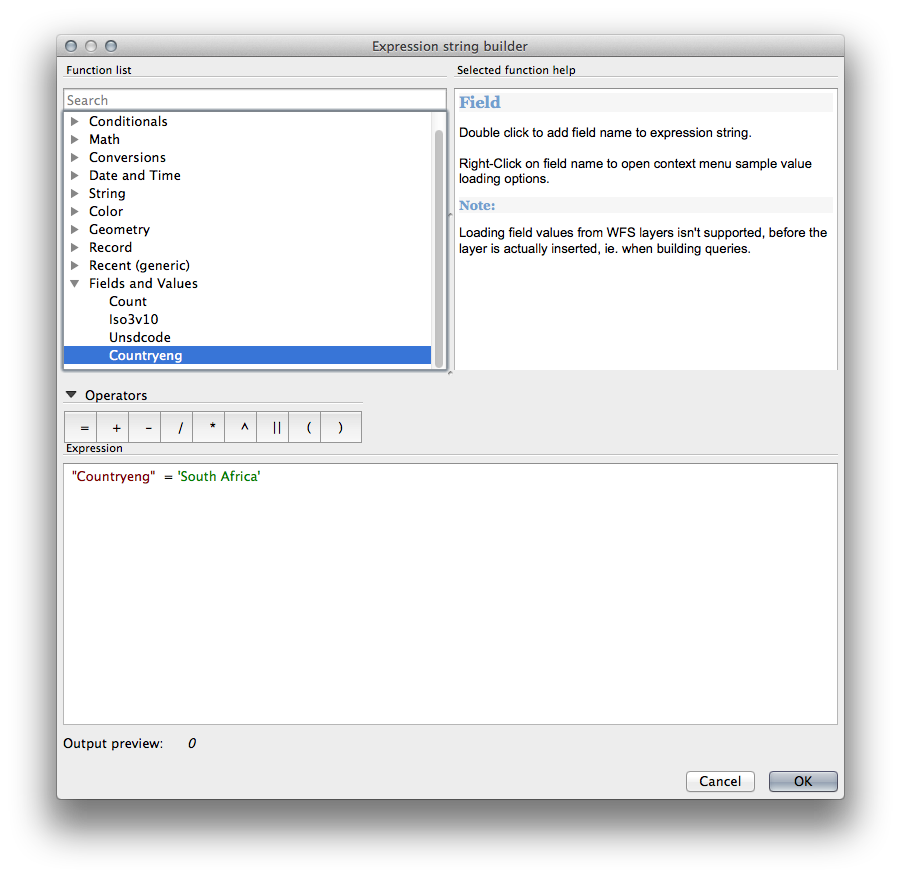 Expression string builder
Function list
Selected function help
Search
Conditionals
Math
Conversions
Date and Time
String
Color
Geometry
Record
Recent (generic)
Fields and Values
Count
Iso3v10
Unsdcode
Countryeng
Field
Double click to add field name to expression string.
Right-Click on field name to open context menu sample value
loading options.
Note:
Loading field values from WFS layers isn't supported, before the
layer is actually inserted, ie. when building queries.
Operators
= + - / * ^ || ( )
Expression
"Countryeng" = 'South Africa'
Output preview: 0
Cancel OK